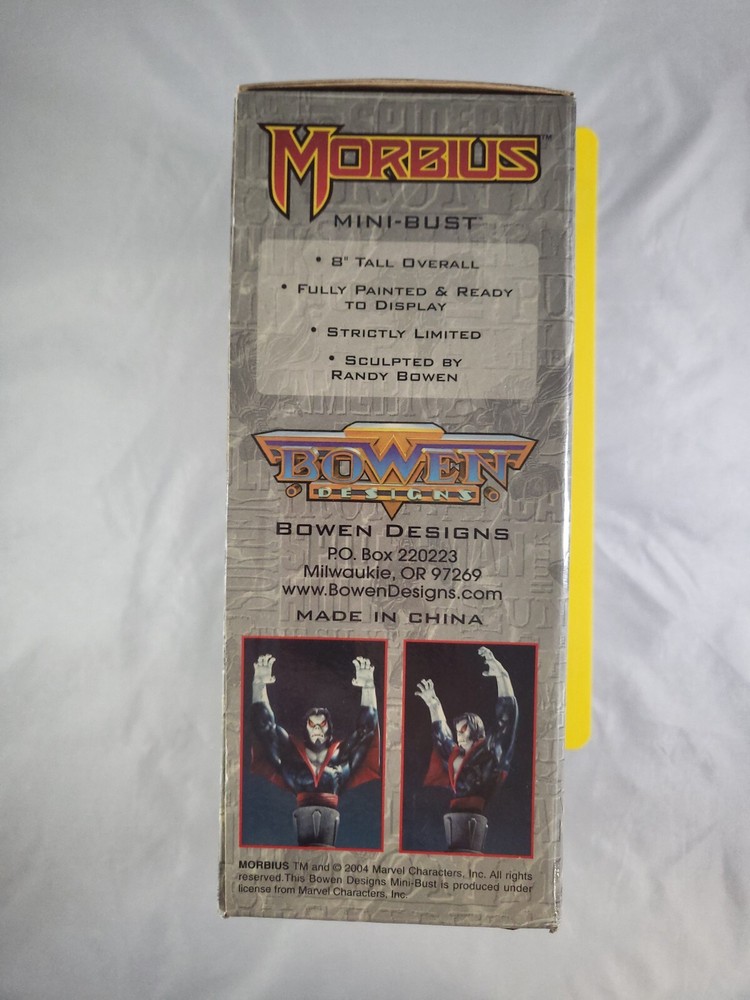 MORBIUS™
MINI-BUST™
• 8" TALL OVERALL
• FULLY PAINTED & READY
TO DISPLAY
• STRICTLY LIMITED
• SCULPTED BY
RANDY BOWEN
BOWEN
DESIGNS
BOWEN DESIGNS
P.O. Box 220223
Milwaukie, OR 97269
www.BowenDesigns.com
MADE IN CHINA
MORBIUS TM and © 2004 Marvel Characters, Inc. All rights
reserved.This Bowen Designs Mini-Bust is produced under
license from Marvel Characters, Inc.